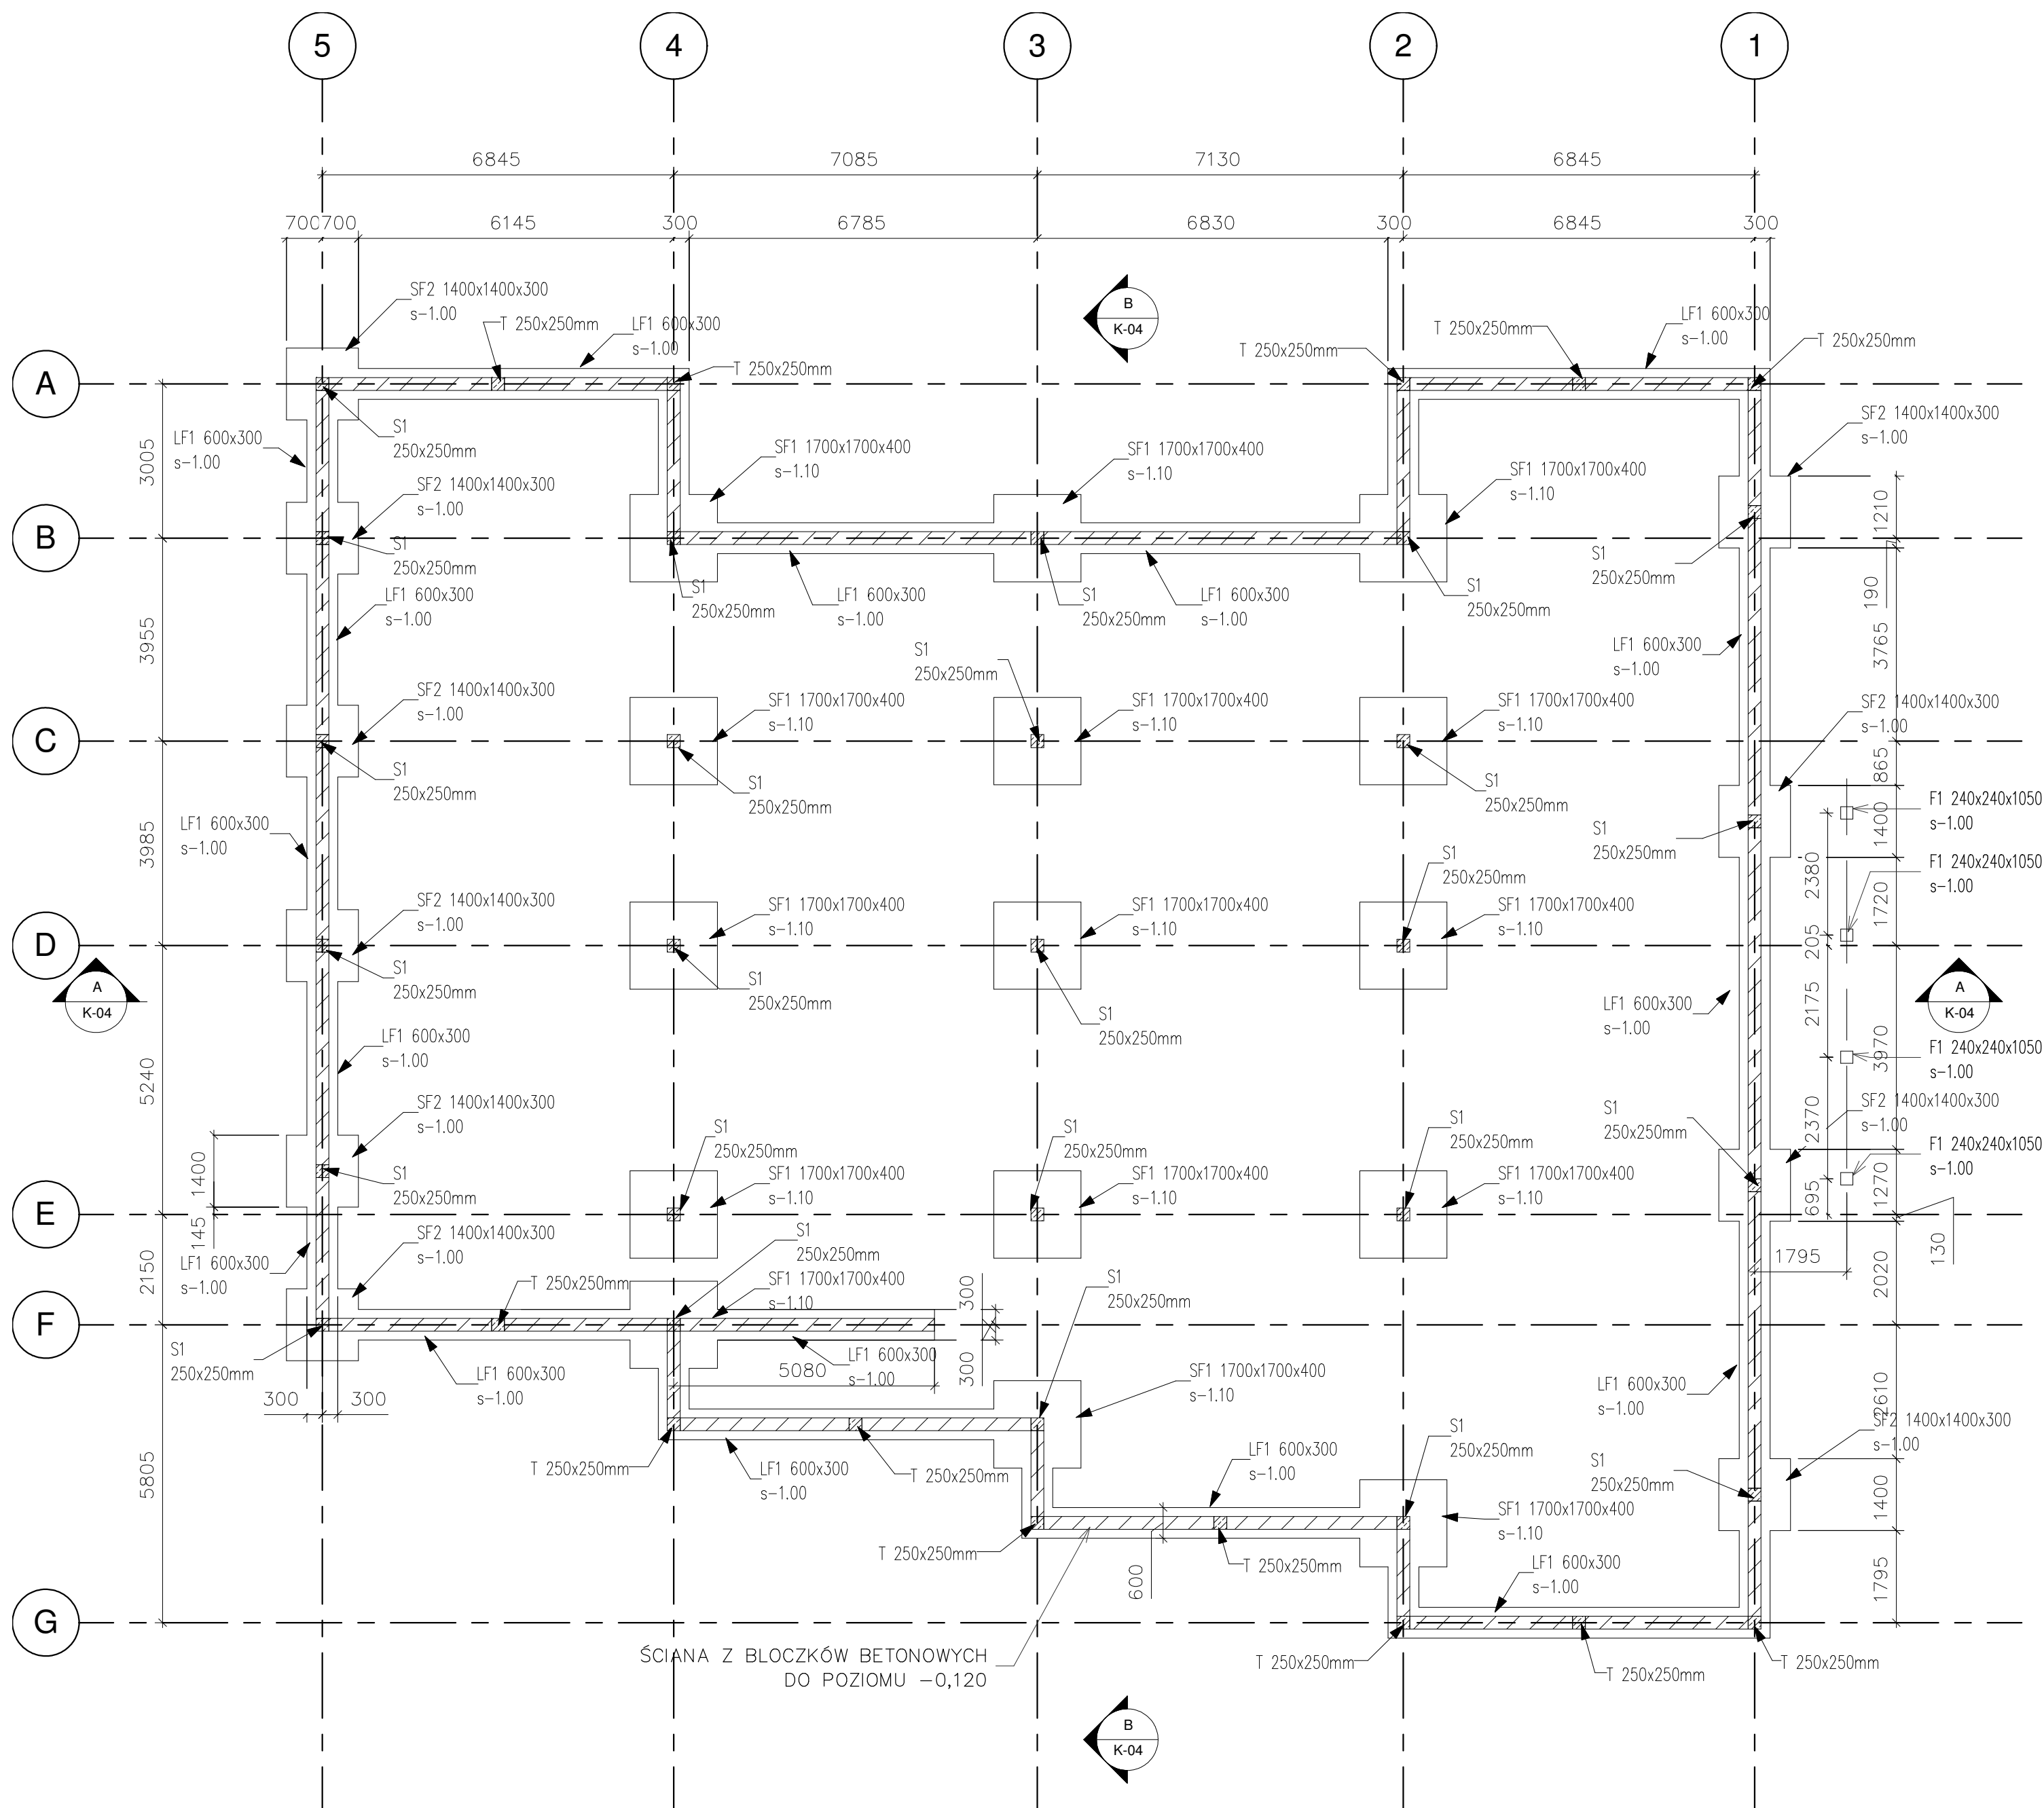 5 4 3 2 1
6845 7085 7130 6845
700 700 6145 300 6785 6830 300 6845 300
SF2 1400x1400x300
s-1.00
T 250x250mm
LF1 600x300
s-1.00
T 250x250mm
B
K-04
T 250x250mm
T 250x250mm
LF1 600x300
s-1.00
T 250x250mm
A
S1
250x250mm
LF1 600x300
s-1.00
3005
SF2 1400x1400x300
s-1.00
SF1 1700x1700x400
s-1.10
SF1 1700x1700x400
s-1.10
SF1 1700x1700x400
s-1.10
SF2 1400x1400x300
s-1.00
1210
B
S1
250x250mm
S1
250x250mm
S1
250x250mm
S1
250x250mm
S1
250x250mm
190
LF1 600x300
s-1.00
LF1 600x300
s-1.00
LF1 600x300
s-1.00
3955
S1
250x250mm
LF1 600x300
s-1.00
3765
SF2 1400x1400x300
s-1.00
SF1 1700x1700x400
s-1.10
SF1 1700x1700x400
s-1.10
SF1 1700x1700x400
s-1.10
SF2 1400x1400x300
s-1.00
C
S1
250x250mm
S1
250x250mm
S1
250x250mm
865
F1 240x240x1050
s-1.00
LF1 600x300
s-1.00
3985
S1
250x250mm
1400
2380
F1 240x240x1050
s-1.00
S1
250x250mm
SF2 1400x1400x300
s-1.00
SF1 1700x1700x400
s-1.10
SF1 1700x1700x400
s-1.10
SF1 1700x1700x400
s-1.10
1720
205
D
A
K-04
S1
250x250mm
S1
250x250mm
S1
250x250mm
LF1 600x300
s-1.00
2175
A
K-04
LF1 600x300
s-1.00
5240
3970
F1 240x240x1050
s-1.00
SF2 1400x1400x300
s-1.00
S1
250x250mm
S1
250x250mm
S1
250x250mm
S1
250x250mm
2370
SF2 1400x1400x300
s-1.00
F1 240x240x1050
s-1.00
1400
S1
250x250mm
SF1 1700x1700x400
s-1.10
SF1 1700x1700x400
s-1.10
SF1 1700x1700x400
s-1.10
695
1270
E
145
SF2 1400x1400x300
s-1.00
S1
250x250mm
1795
130
LF1 600x300
s-1.00
2150
T 250x250mm
SF1 1700x1700x400
s-1.10
300
S1
250x250mm
2020
F
S1
250x250mm
300 300
LF1 600x300
s-1.00
5080
LF1 600x300
s-1.00
300
SF1 1700x1700x400
s-1.10
LF1 600x300
s-1.00
2610
5805
T 250x250mm
LF1 600x300
s-1.00
T 250x250mm
LF1 600x300
s-1.00
S1
250x250mm
S1
250x250mm
SF2 1400x1400x300
s-1.00
1400
T 250x250mm
T 250x250mm
600
SF1 1700x1700x400
s-1.10
LF1 600x300
s-1.00
1795
G
ŚCIANA Z BLOCZKÓW BETONOWYCH
DO POZIOMU -0,120
T 250x250mm
T 250x250mm
T 250x250mm
B
K-04